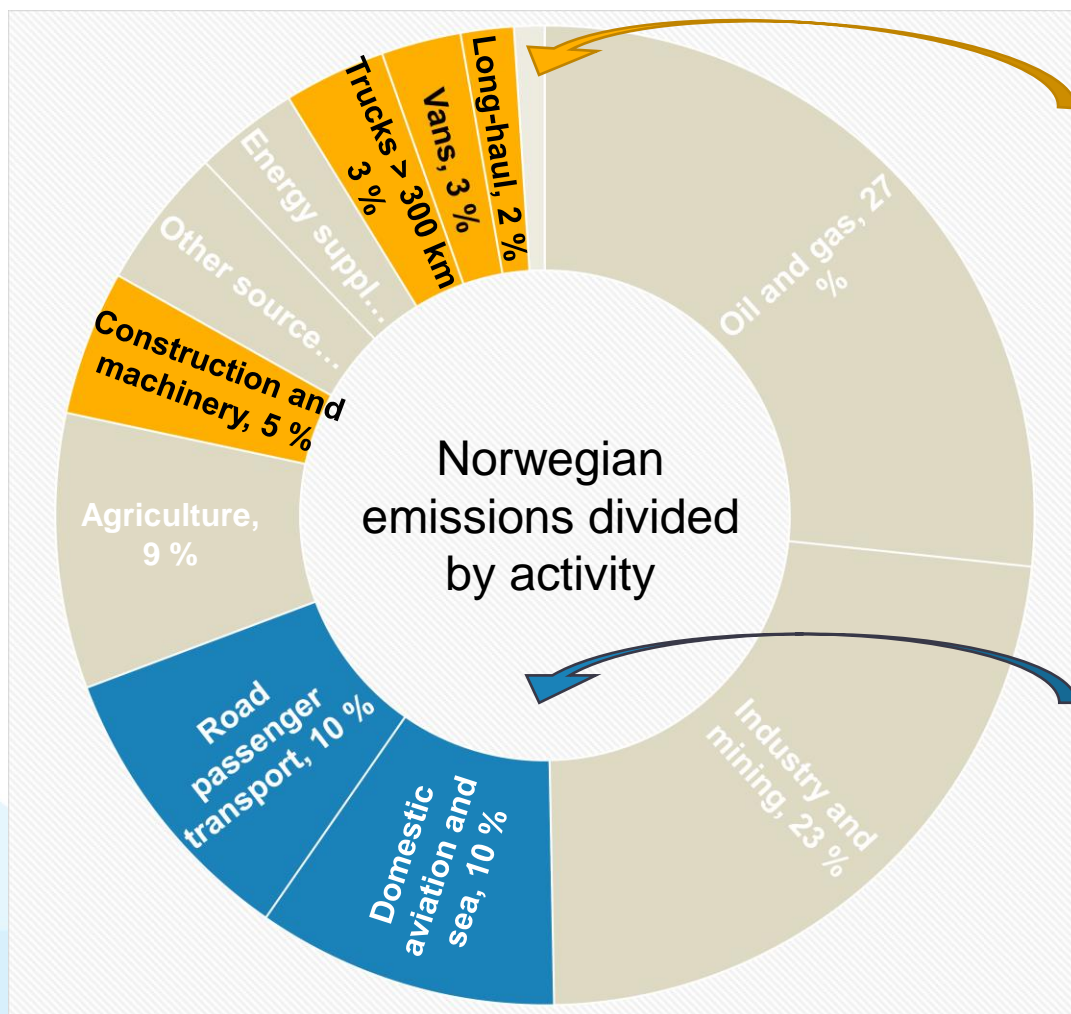 Long-haul, 2 %
Vans, 3 %
Trucks > 300 km
3 %
Energy suppl...
Other source...
Construction and
machinery, 5 %
Agriculture,
9 %
Road
passenger
transport, 10 %
Domestic
aviation and
sea, 10 %
Industry and
mining, 23 %
Oil and gas, 27
%
Norwegian
emissions divided
by activity